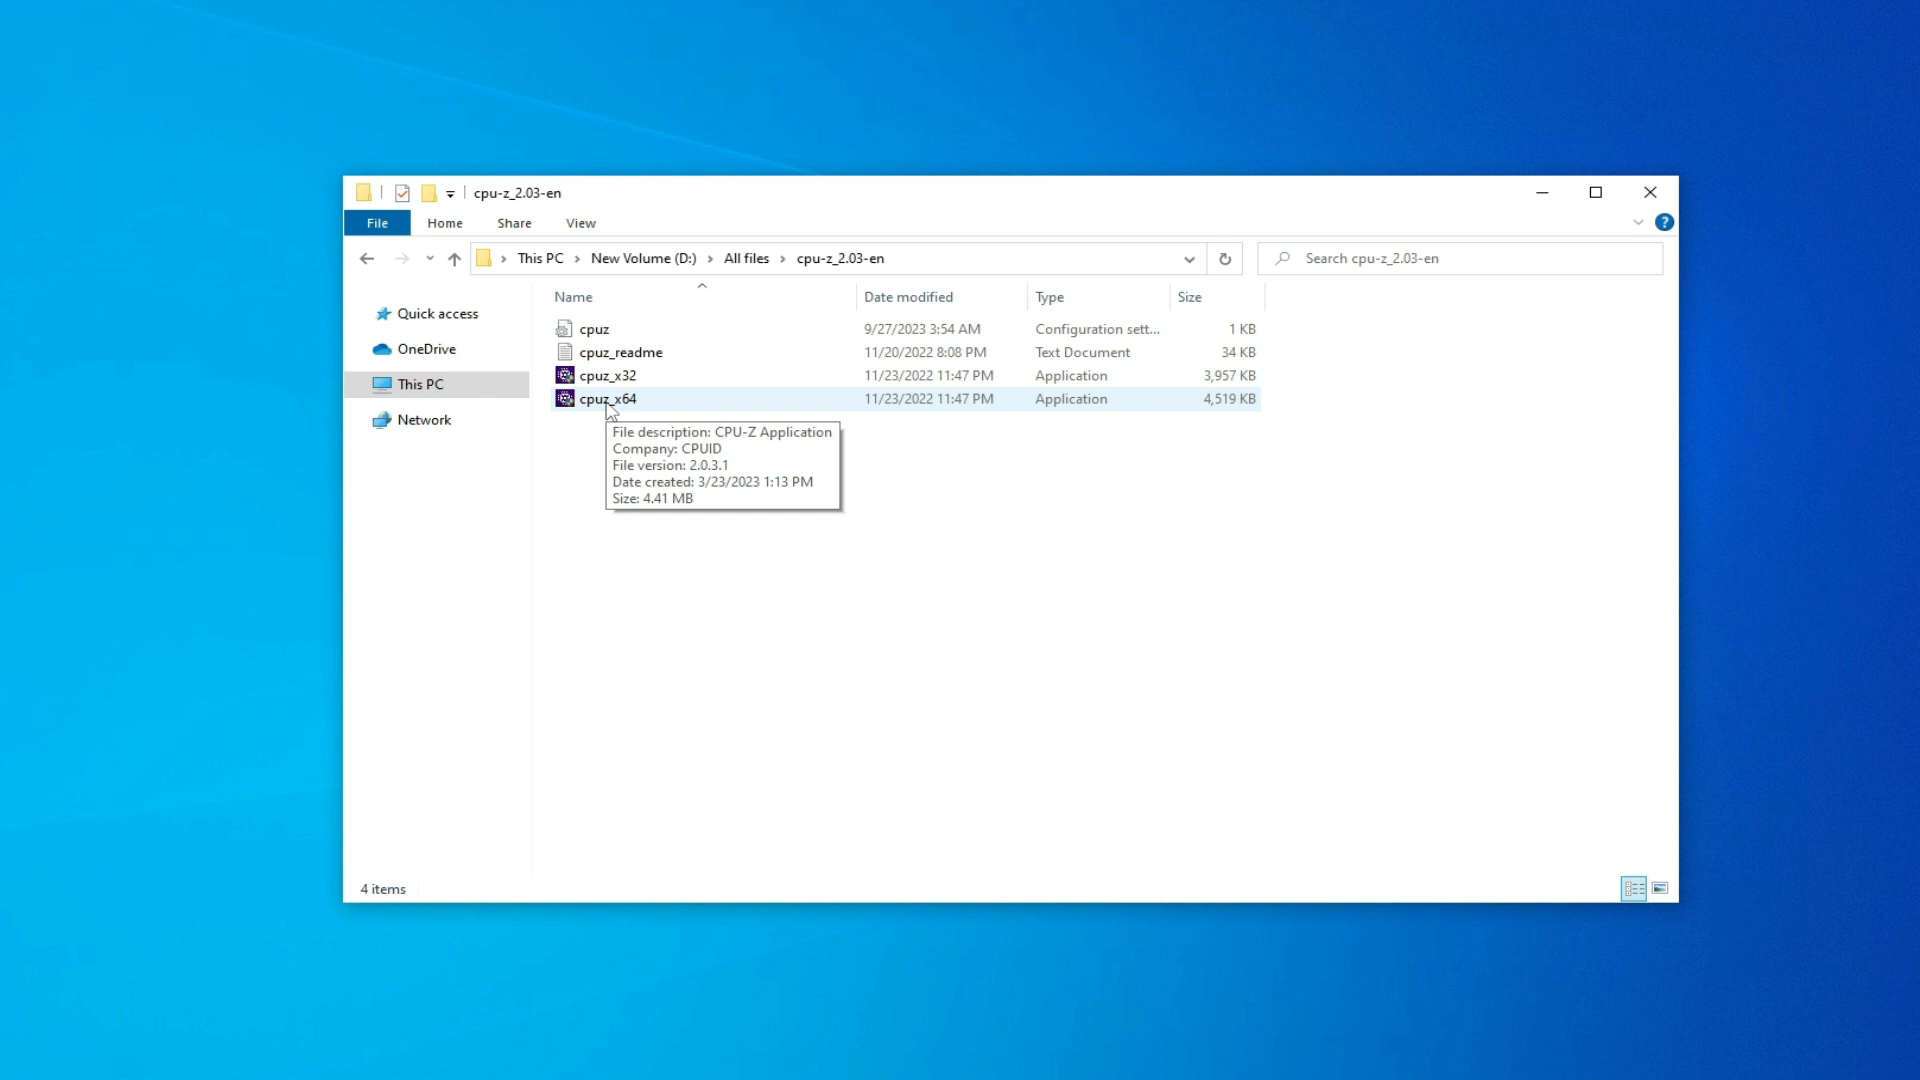 cpu-z_2.03-en
File Home Share View
?
This PC New Volume (D:) All files cpu-z_2.03-en
Search cpu-z_2.03-en
Name Date modified Type Size
Quick access
OneDrive
This PC
Network
cpuz 9/27/2023 3:54 AM Configuration sett... 1 KB
cpuz_readme 11/20/2022 8:08 PM Text Document 34 KB
cpuz_x32 11/23/2022 11:47 PM Application 3,957 KB
cpuz_x64 11/23/2022 11:47 PM Application 4,519 KB
File description: CPU-Z Application
Company: CPUID
File version: 2.0.3.1
Date created: 3/23/2023 1:13 PM
Size: 4.41 MB
4 items